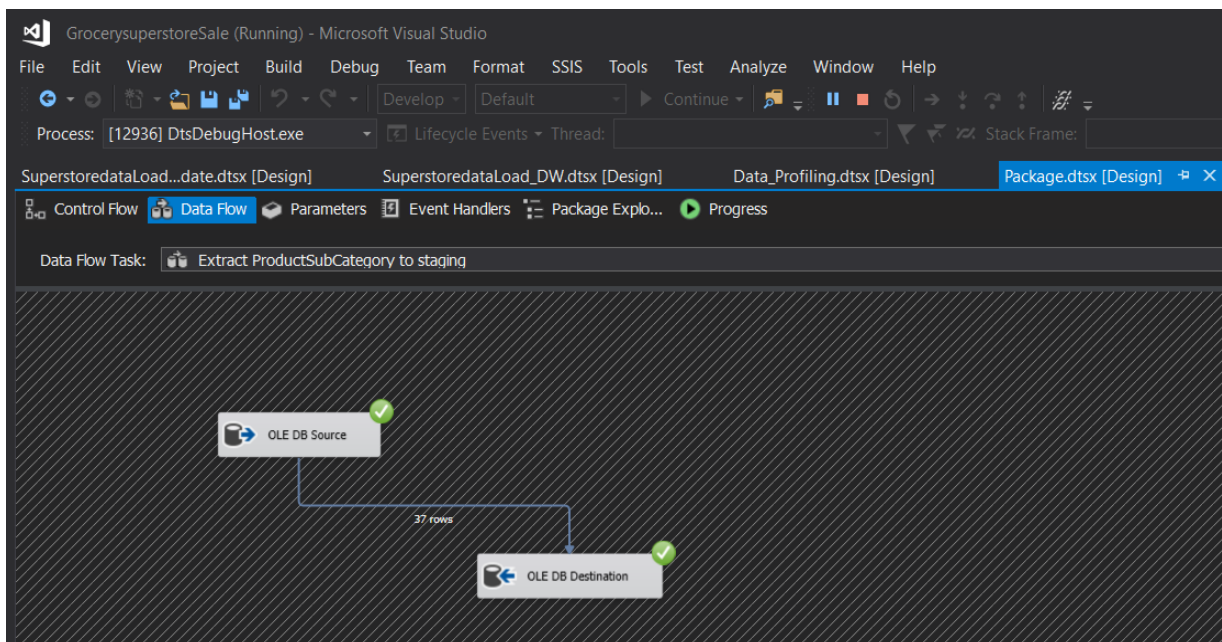 GrocerysuperstoreSale (Running) - Microsoft Visual Studio
File Edit View Project Build Debug Team Format SSIS Tools Test Analyze Window Help
Develop Default Continue
Process: [12936] DtsDebugHost.exe Lifecycle Events Thread: Stack Frame:
SuperstoredataLoad...date.dtsx [Design] SuperstoredataLoad_DW.dtsx [Design] Data_Profiling.dtsx [Design] Package.dtsx [Design]
Control Flow Data Flow Parameters Event Handlers Package Explo... Progress
Data Flow Task: Extract ProductSubCategory to staging
OLE DB Source
37 rows
OLE DB Destination